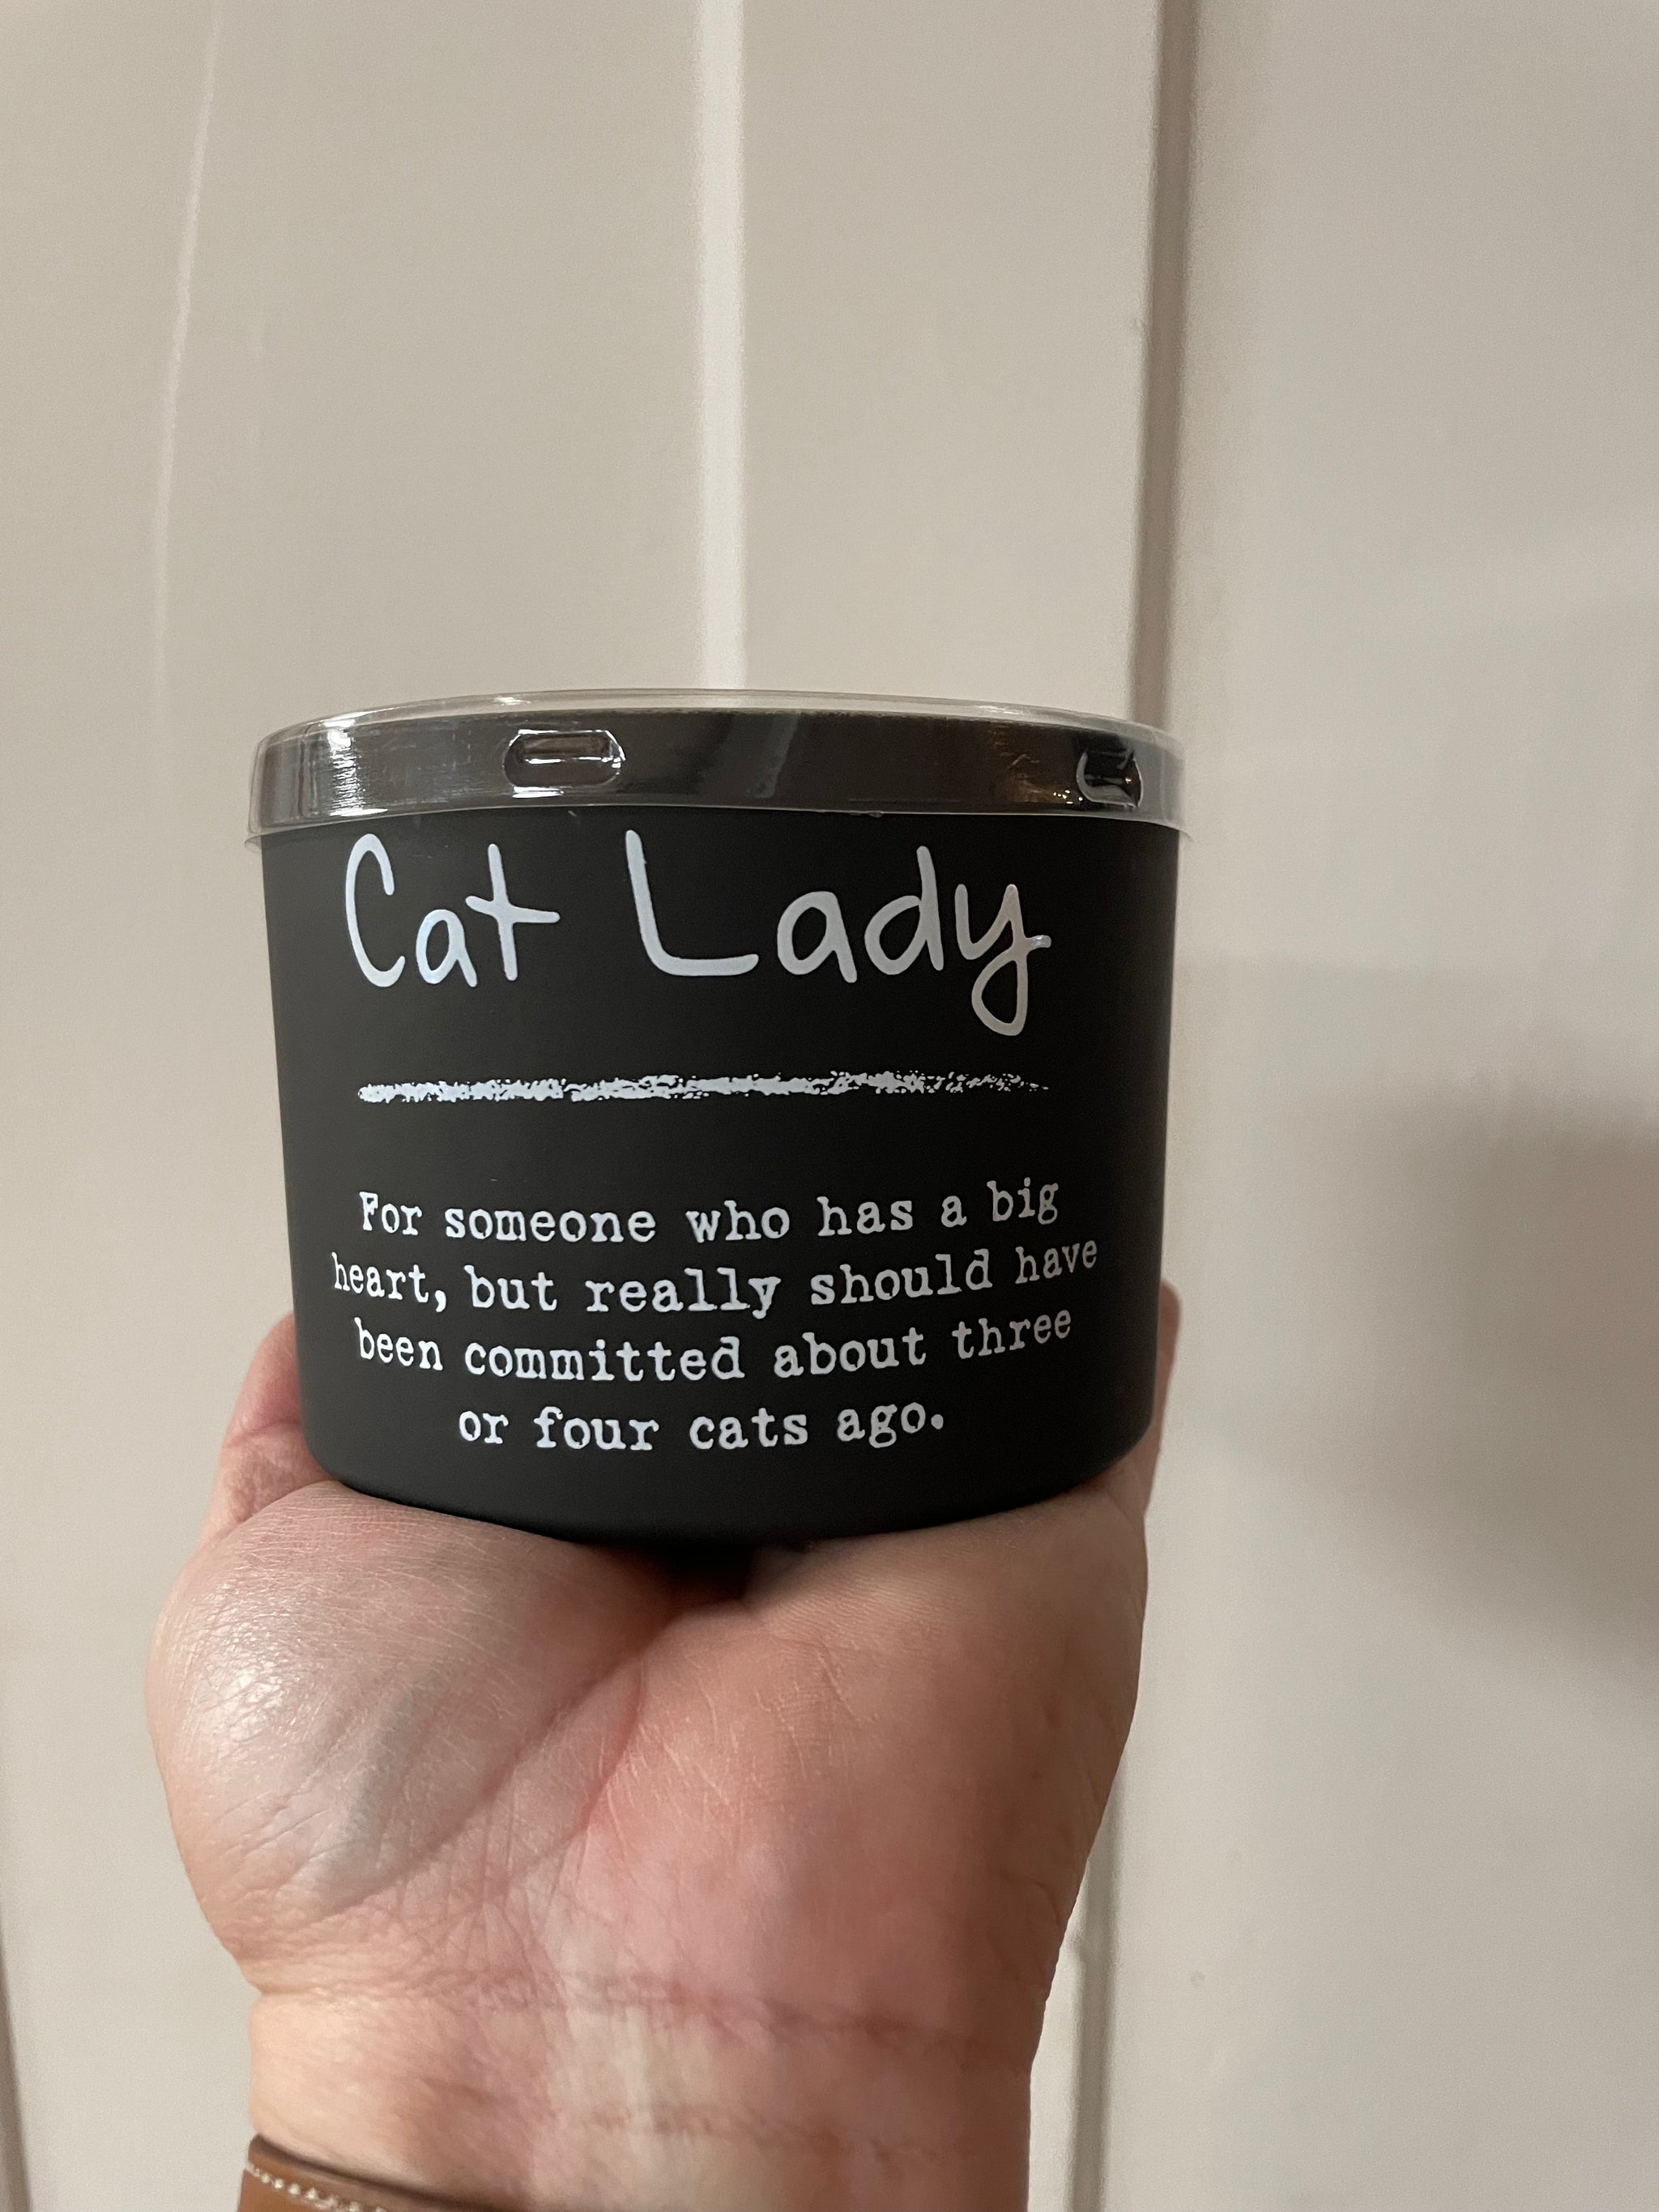 Cat Lady
For someone who has a big
heart, but really should have
been committed about three
or four cats ago.